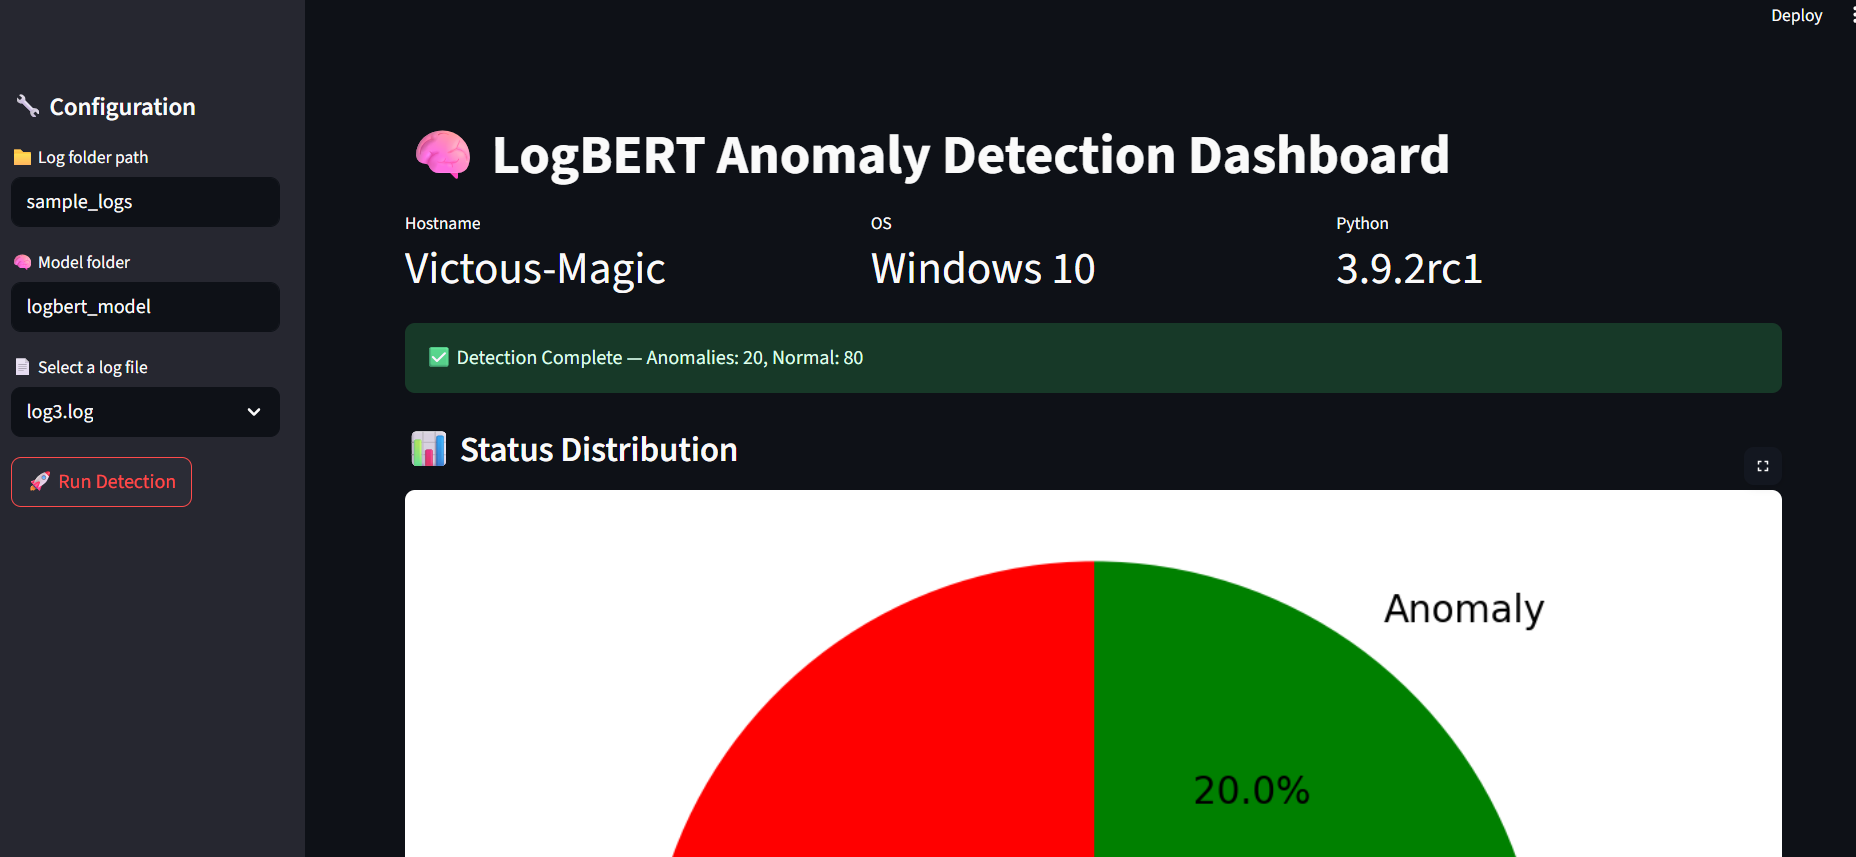 Deploy
Configuration
Log folder path
sample_logs
Model folder
logbert_model
Select a log file
log3.log
Run Detection
LogBERT Anomaly Detection Dashboard
Hostname
Victous-Magic
OS
Windows 10
Python
3.9.2rc1
Detection Complete — Anomalies: 20, Normal: 80
Status Distribution
Anomaly
20.0%